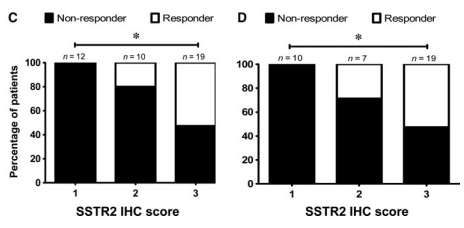 C
Non-responder Responder
*
n = 12 n = 10 n = 19
Percentage of patients
100
80
60
40
20
0
1 2 3
SSTR2 IHC score
D
Non-responder Responder
*
n = 10 n = 7 n = 19
100
80
60
40
20
0
1 2 3
SSTR2 IHC score